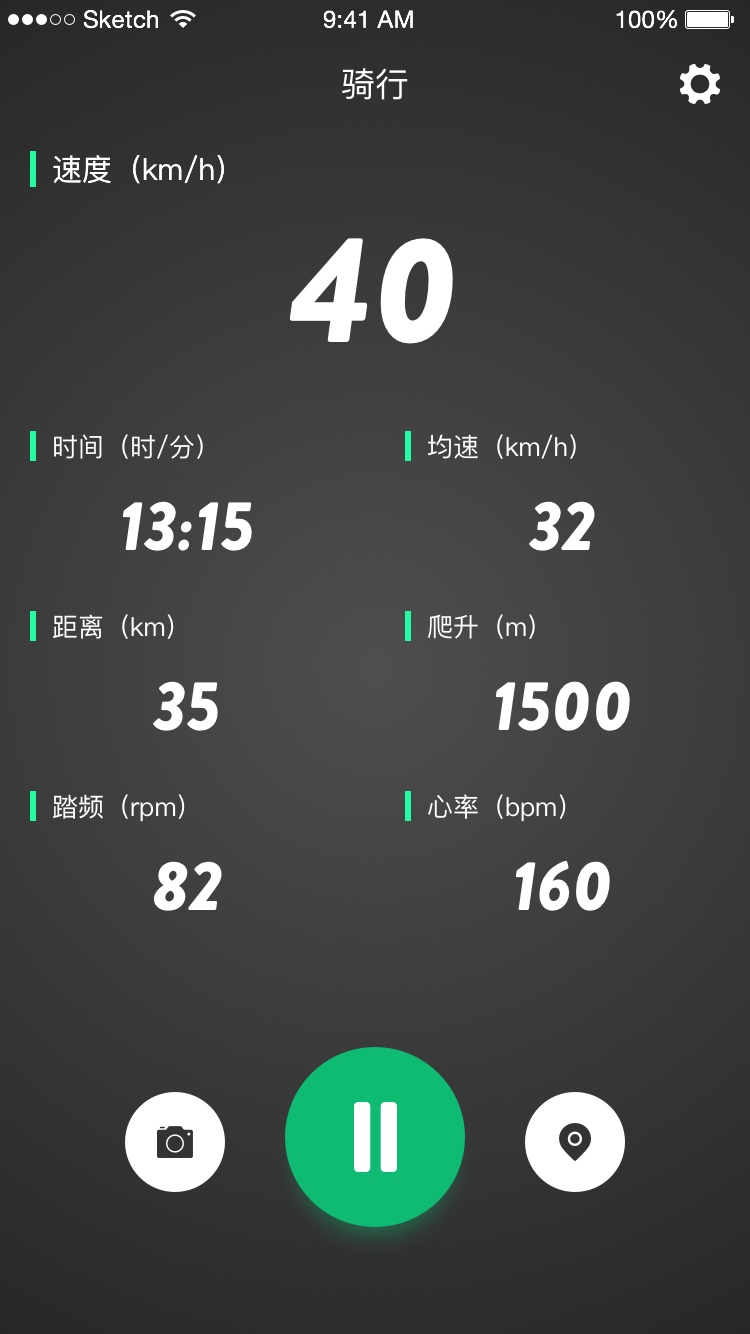 Sketch 9:41 AM 100%
骑行
速度（km/h）
40
时间（时/分） 均速（km/h）
13:15 32
距离（km） 爬升（m）
35 1500
踏频（rpm） 心率（bpm）
82 160